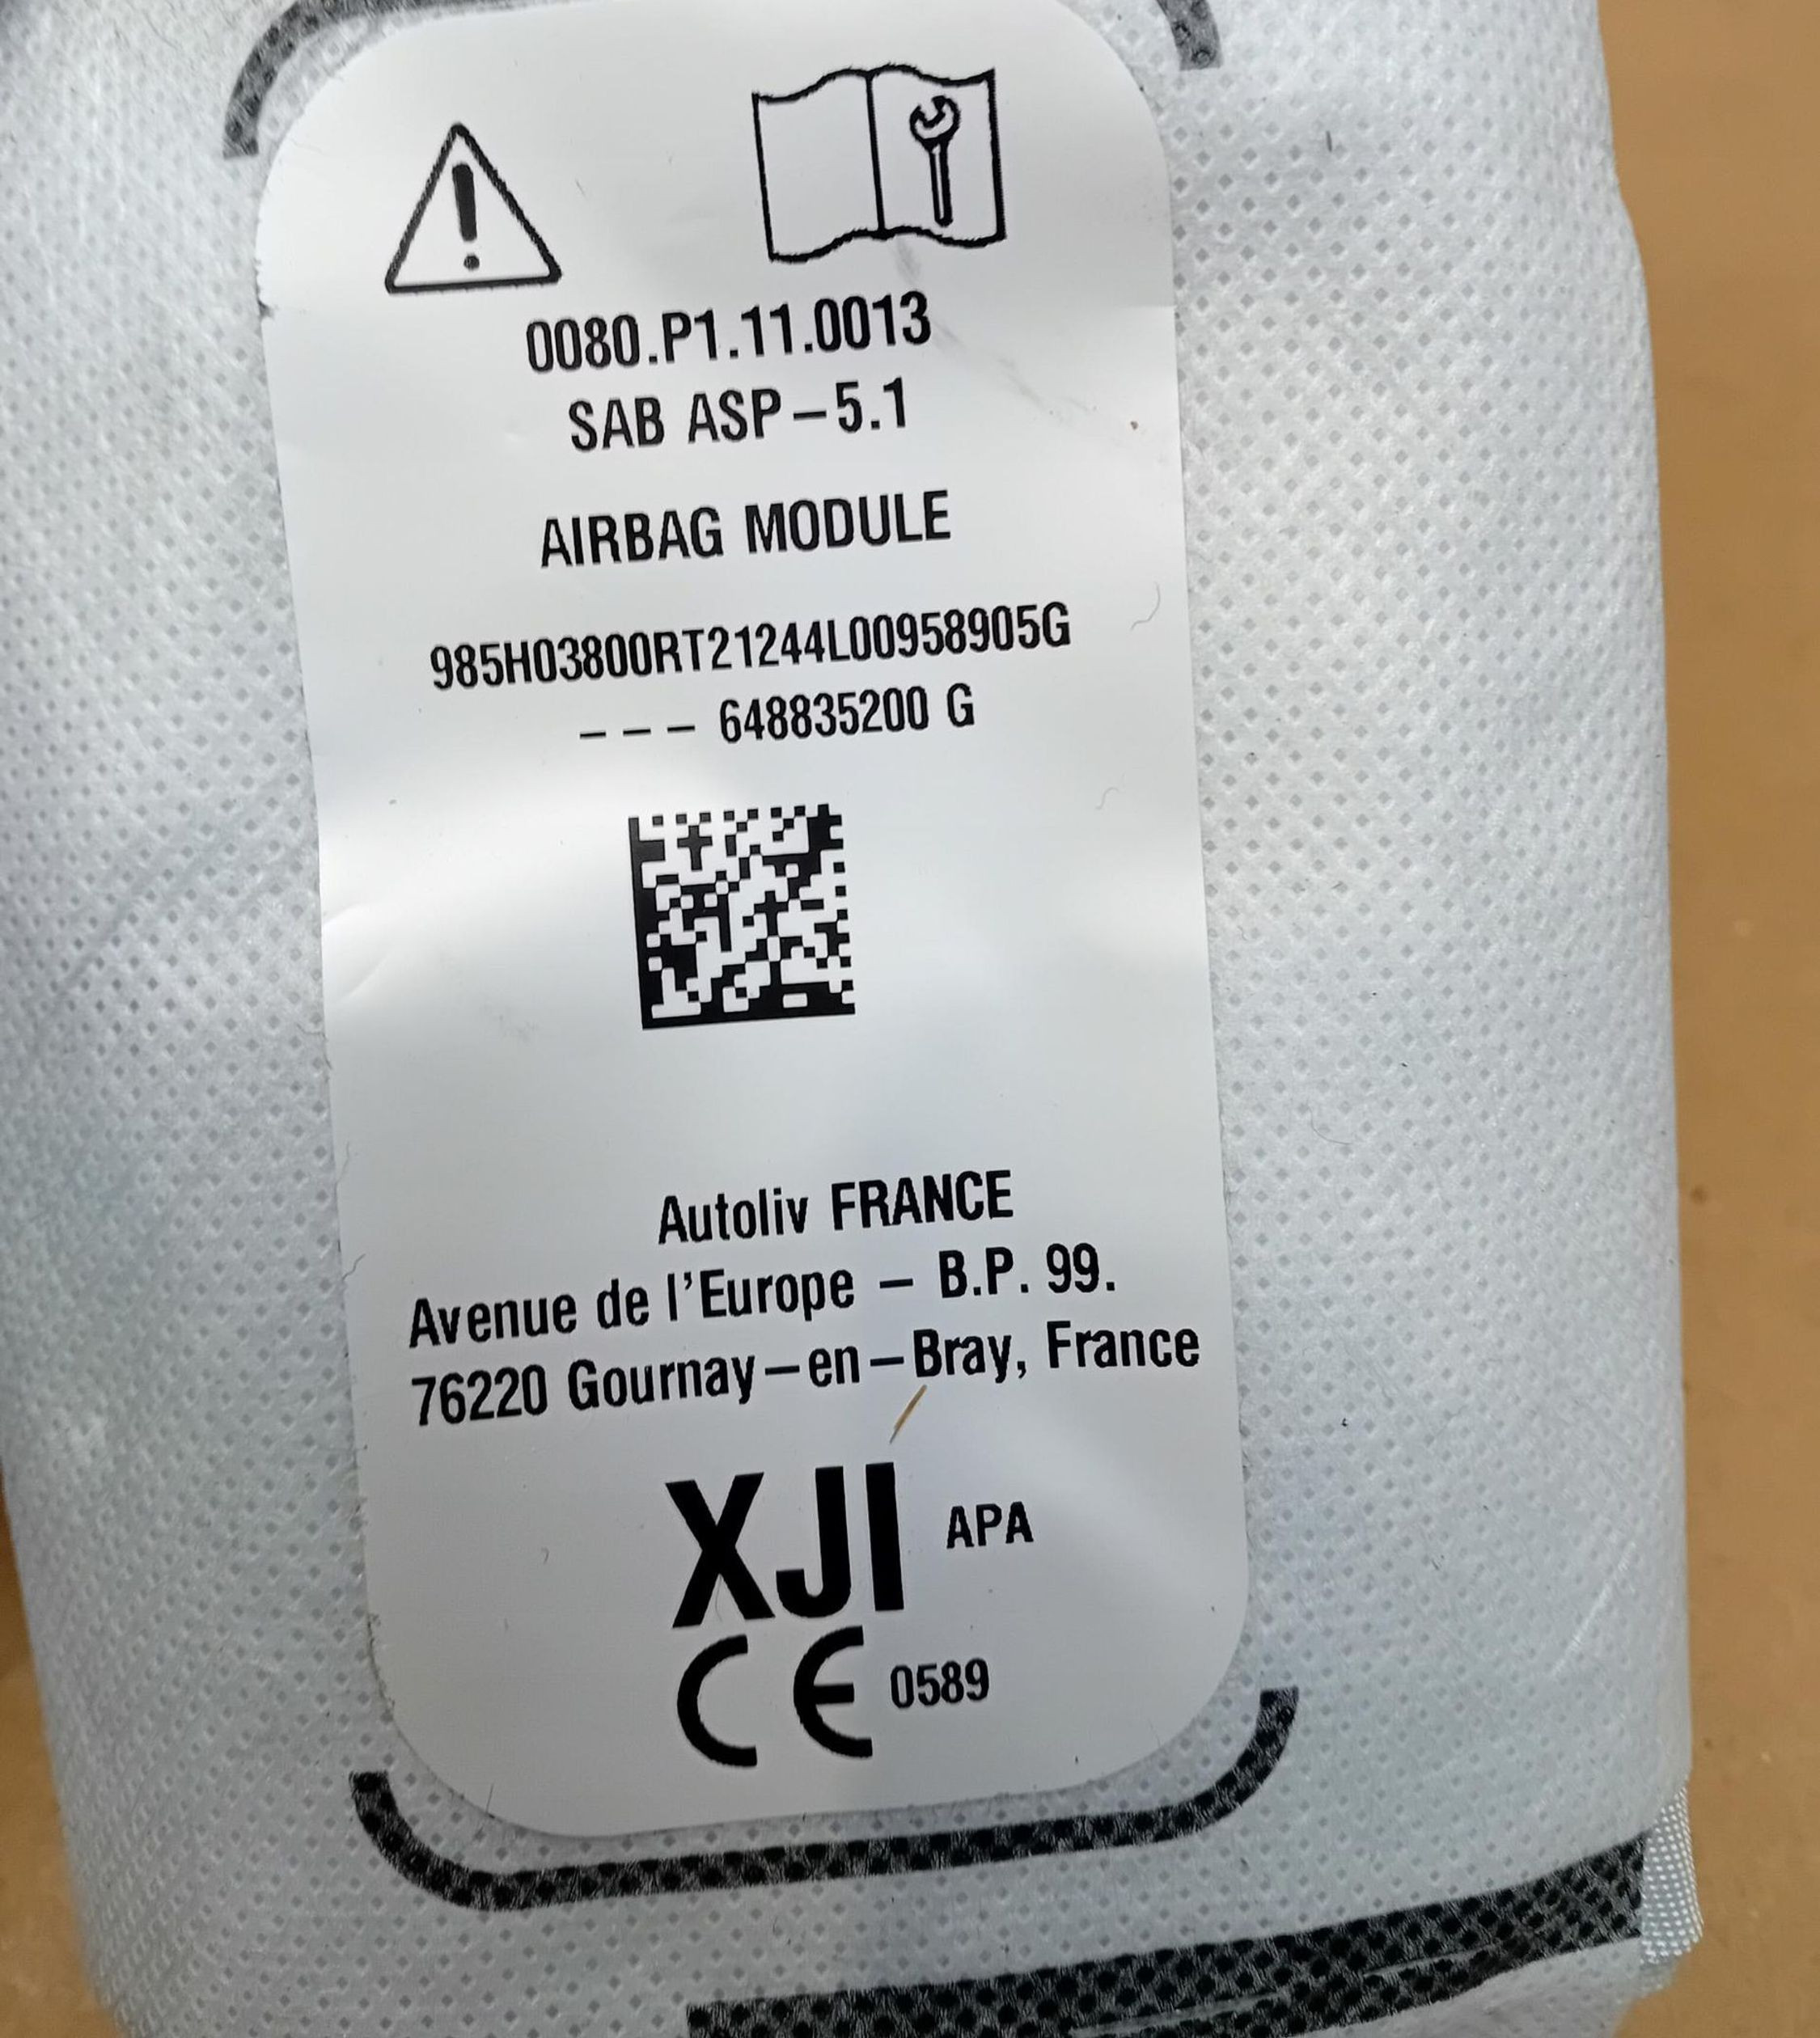 0080.P1.11.0013
SAB ASP-5.1
AIRBAG MODULE
985H03800RT21244L00958905G
--- 648835200 G
Autoliv FRANCE
Avenue de l'Europe - B.P. 99.
76220 Gournay-en-Bray, France
XJI APA
CE 0589